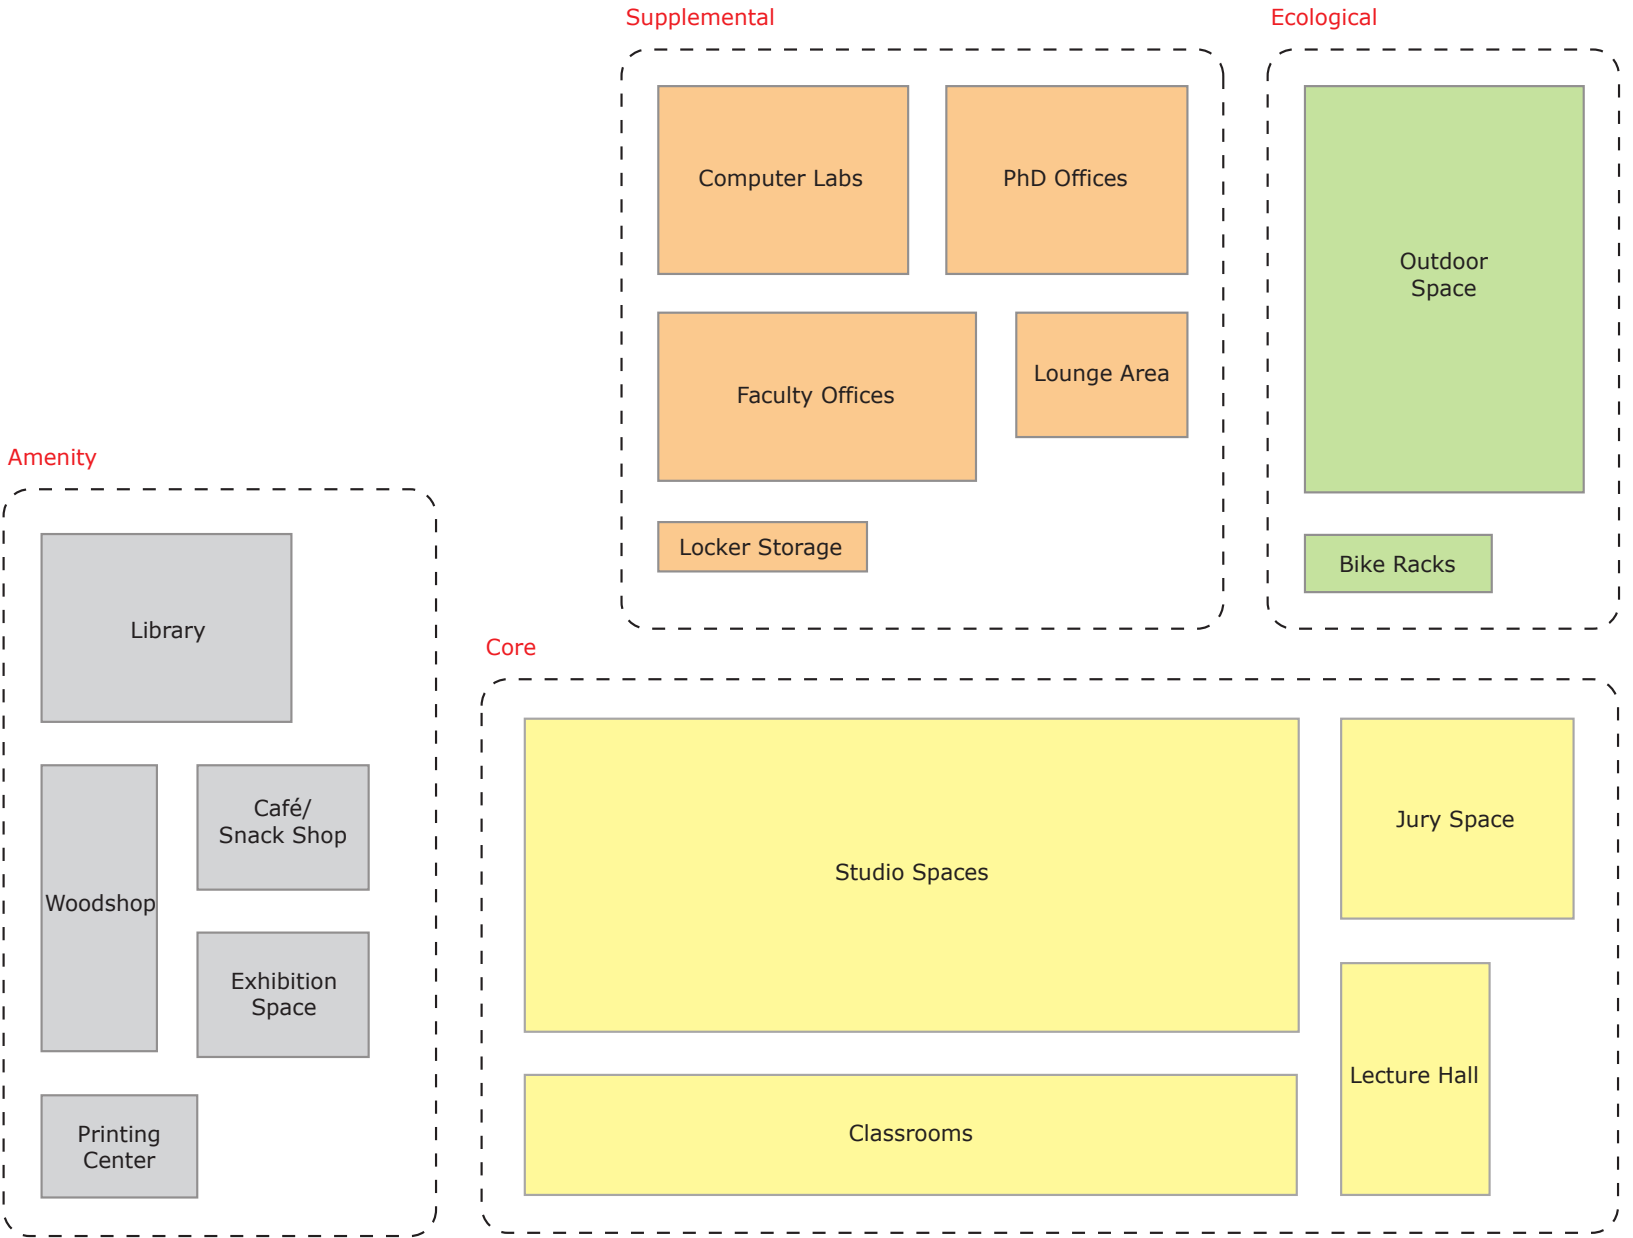 Supplemental
Computer Labs
PhD Offices
Faculty Offices
Lounge Area
Locker Storage
Ecological
Outdoor
Space
Bike Racks
Amenity
Library
Woodshop
Café/
Snack Shop
Exhibition
Space
Printing
Center
Core
Studio Spaces
Jury Space
Lecture Hall
Classrooms